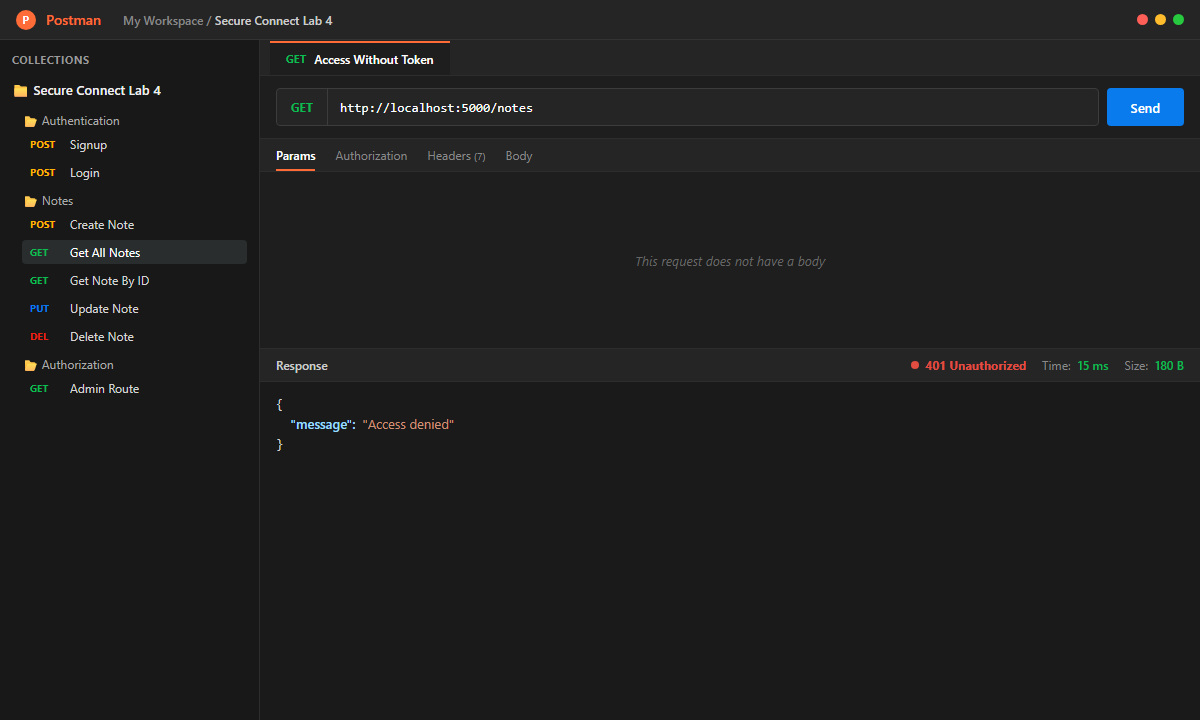 P Postman My Workspace / Secure Connect Lab 4
COLLECTIONS
Secure Connect Lab 4
Authentication
POST Signup
POST Login
Notes
POST Create Note
GET Get All Notes
GET Get Note By ID
PUT Update Note
DEL Delete Note
Authorization
GET Admin Route
GET Access Without Token
GET http://localhost:5000/notes Send
Params Authorization Headers (7) Body
This request does not have a body
Response 401 Unauthorized Time: 15 ms Size: 180 B
{
"message": "Access denied"
}